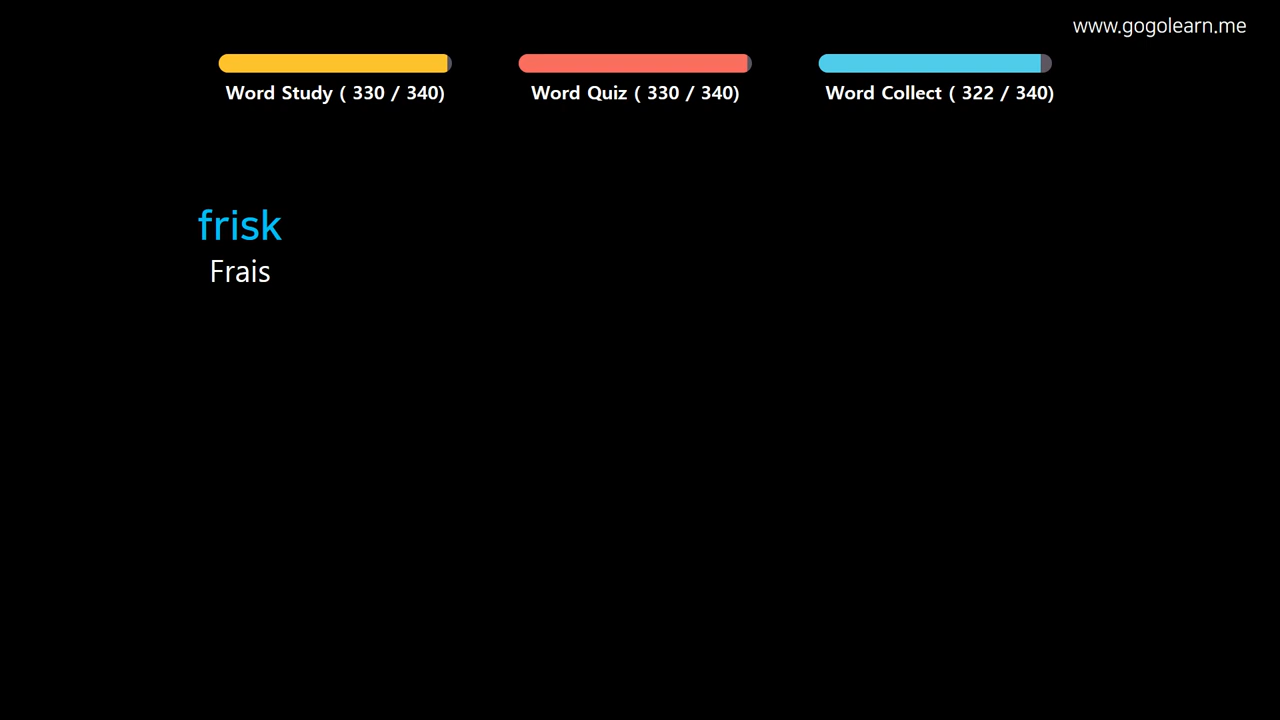 www.gogolearn.me
Word Study ( 330 / 340)
Word Quiz ( 330 / 340)
Word Collect ( 322 / 340)
frisk
Frais